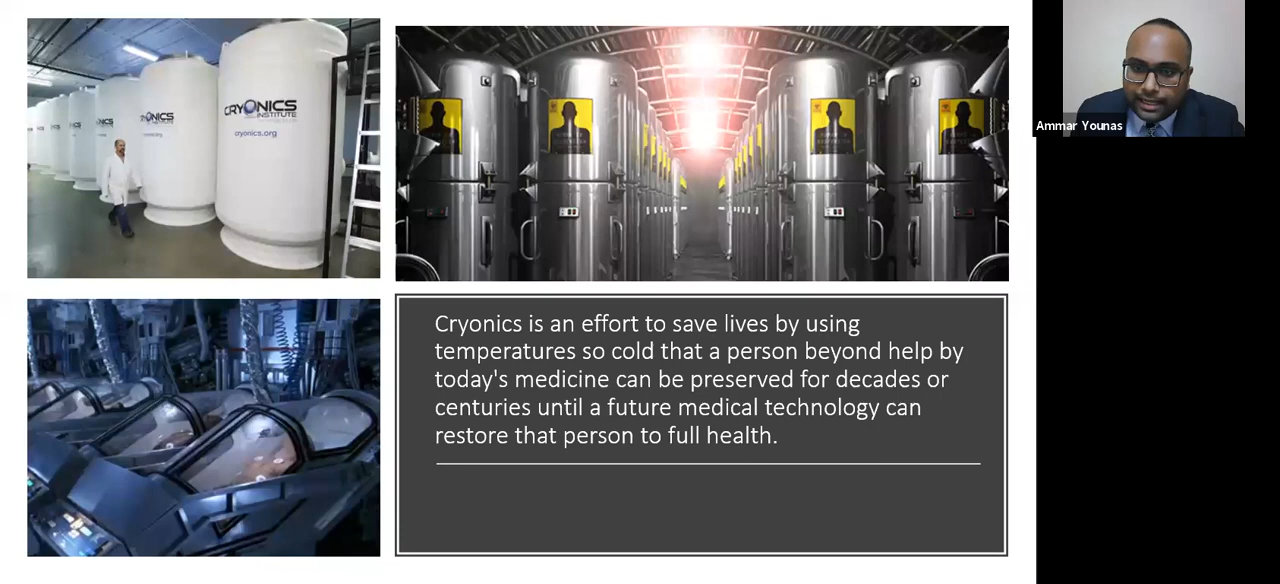 CRYONICS
INSTITUTE
cryonics.org
CRYONICS
Ammar Younas
Cryonics is an effort to save lives by using
temperatures so cold that a person beyond help by
today's medicine can be preserved for decades or
centuries until a future medical technology can
restore that person to full health.